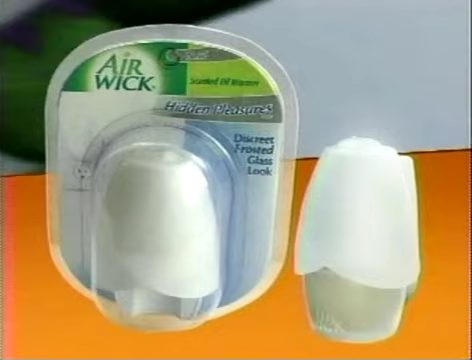 AIR
WICK
Scented Oil Warmer
Hidden Pleasures
Discreet
Frosted
Glass
Look